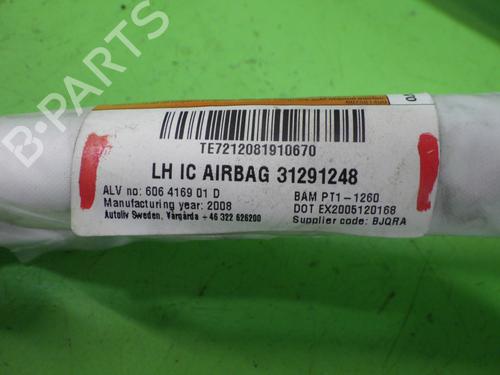 B-PARTS
TE7212081910670
LH IC AIRBAG 31291248
ALV no: 606 4169 01 D
BAM PT1-1260
Manufacturing year: 2008
DOT EX2005120168
Autoliv Sweden, Vårgårda + 46 322 626200
Supplier code: BJQRA